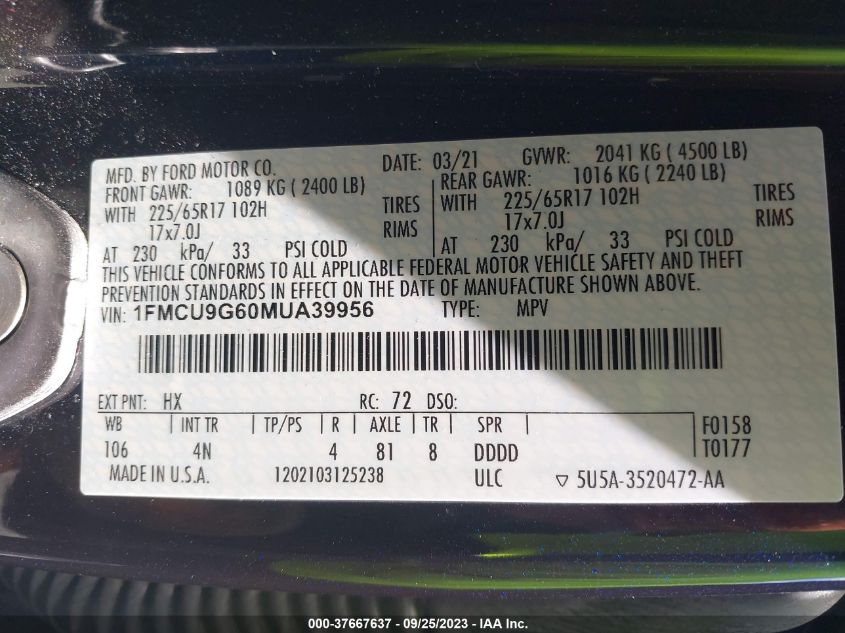 MFD. BY FORD MOTOR CO. DATE: 03/21 GVWR: 2041 KG ( 4500 LB)
FRONT GAWR: 1089 KG ( 2400 LB) REAR GAWR: 1016 KG ( 2240 LB)
WITH 225/65R17 102H TIRES WITH 225/65R17 102H TIRES
17x7.0J RIMS 17x7.0J RIMS
AT 230 kPa/ 33 PSI COLD AT 230 kPa/ 33 PSI COLD
THIS VEHICLE CONFORMS TO ALL APPLICABLE FEDERAL MOTOR VEHICLE SAFETY AND THEFT
PREVENTION STANDARDS IN EFFECT ON THE DATE OF MANUFACTURE SHOWN ABOVE.
VIN: 1FMCU9G60MUA39956 TYPE: MPV
EXT PNT: HX RC: 72 DSO:
WB INT TR TP/PS R AXLE TR SPR F0158
106 4N 4 81 8 DDDD T0177
MADE IN U.S.A. 1202103125238 ULC ▽ 5U5A-3520472-AA
000-37667637 - 09/25/2023 - IAA Inc.